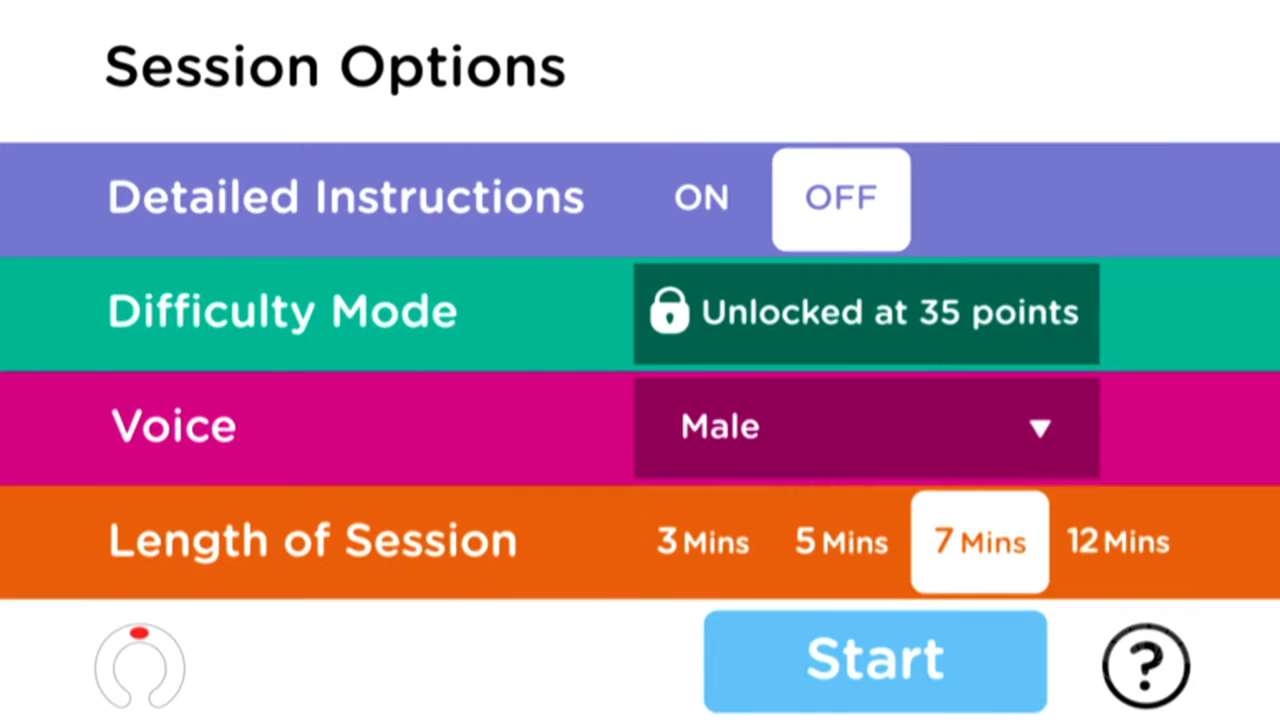 Session Options
Detailed Instructions ON OFF
Difficulty Mode Unlocked at 35 points
Voice Male
Length of Session 3 Mins 5 Mins 7 Mins 12 Mins
Start ?